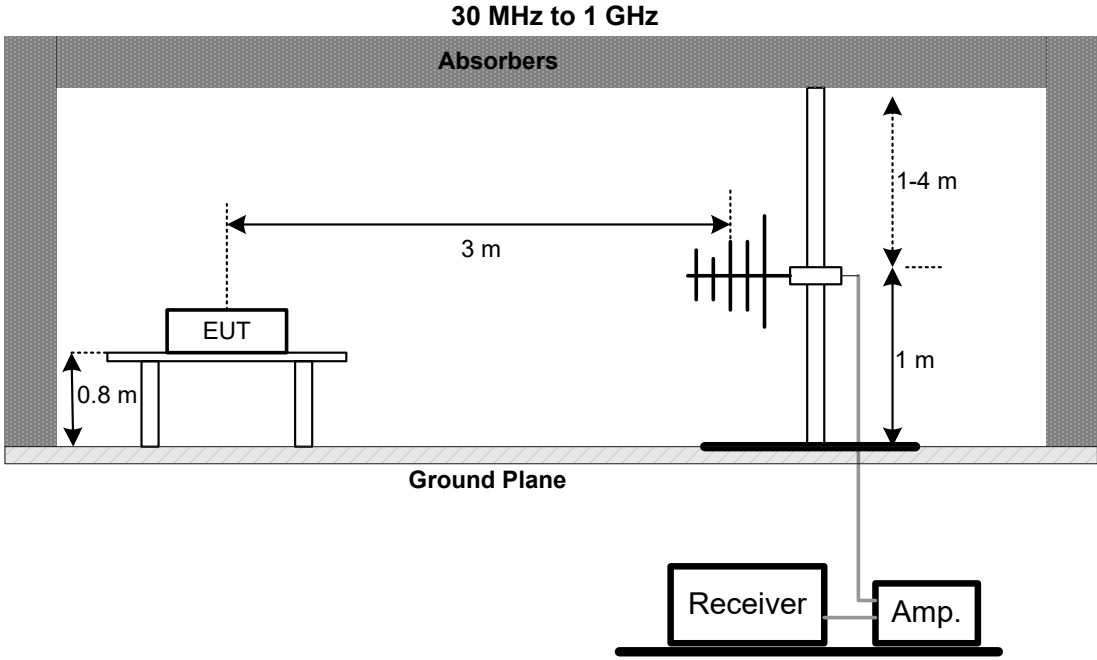 30 MHz to 1 GHz
Absorbers
1-4 m
3 m
EUT
1 m
0.8 m
Ground Plane
Receiver
Amp.